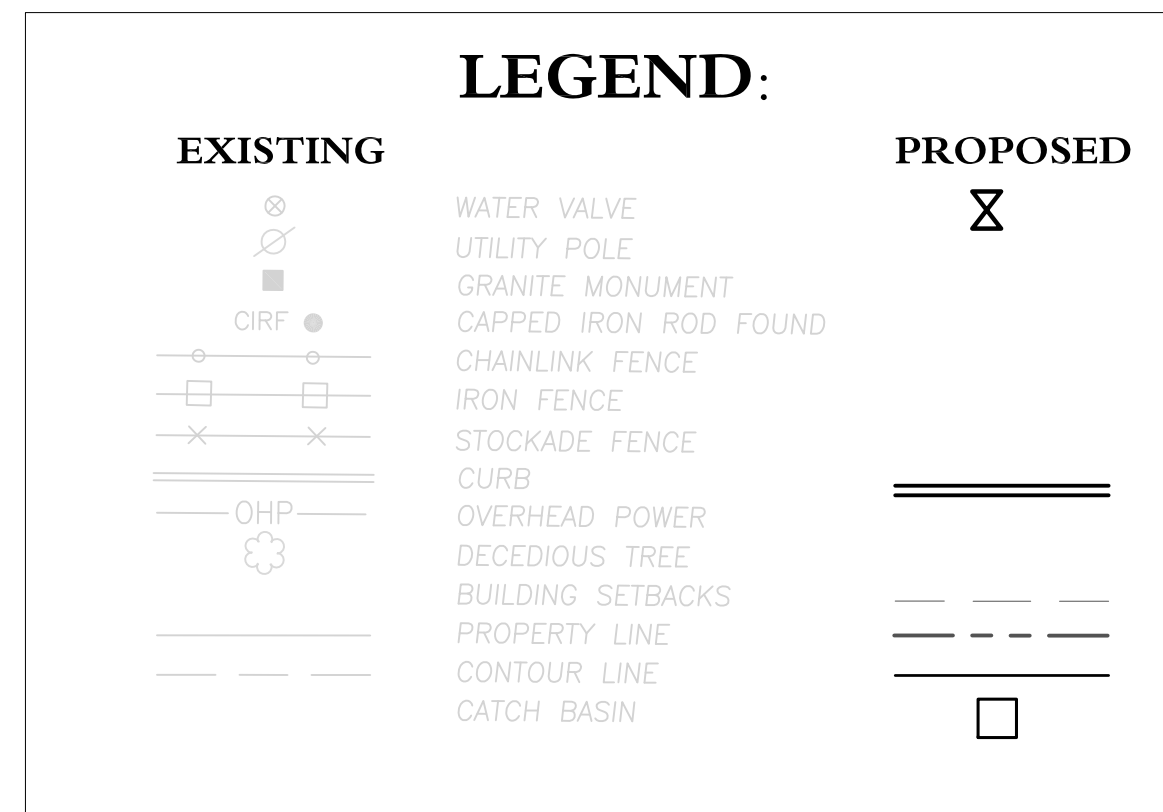 LEGEND:
EXISTING PROPOSED
WATER VALVE
UTILITY POLE
GRANITE MONUMENT
CIRF CAPPED IRON ROD FOUND
CHAINLINK FENCE
IRON FENCE
STOCKADE FENCE
CURB
OHP OVERHEAD POWER
DECEDIOUS TREE
BUILDING SETBACKS
PROPERTY LINE
CONTOUR LINE
CATCH BASIN